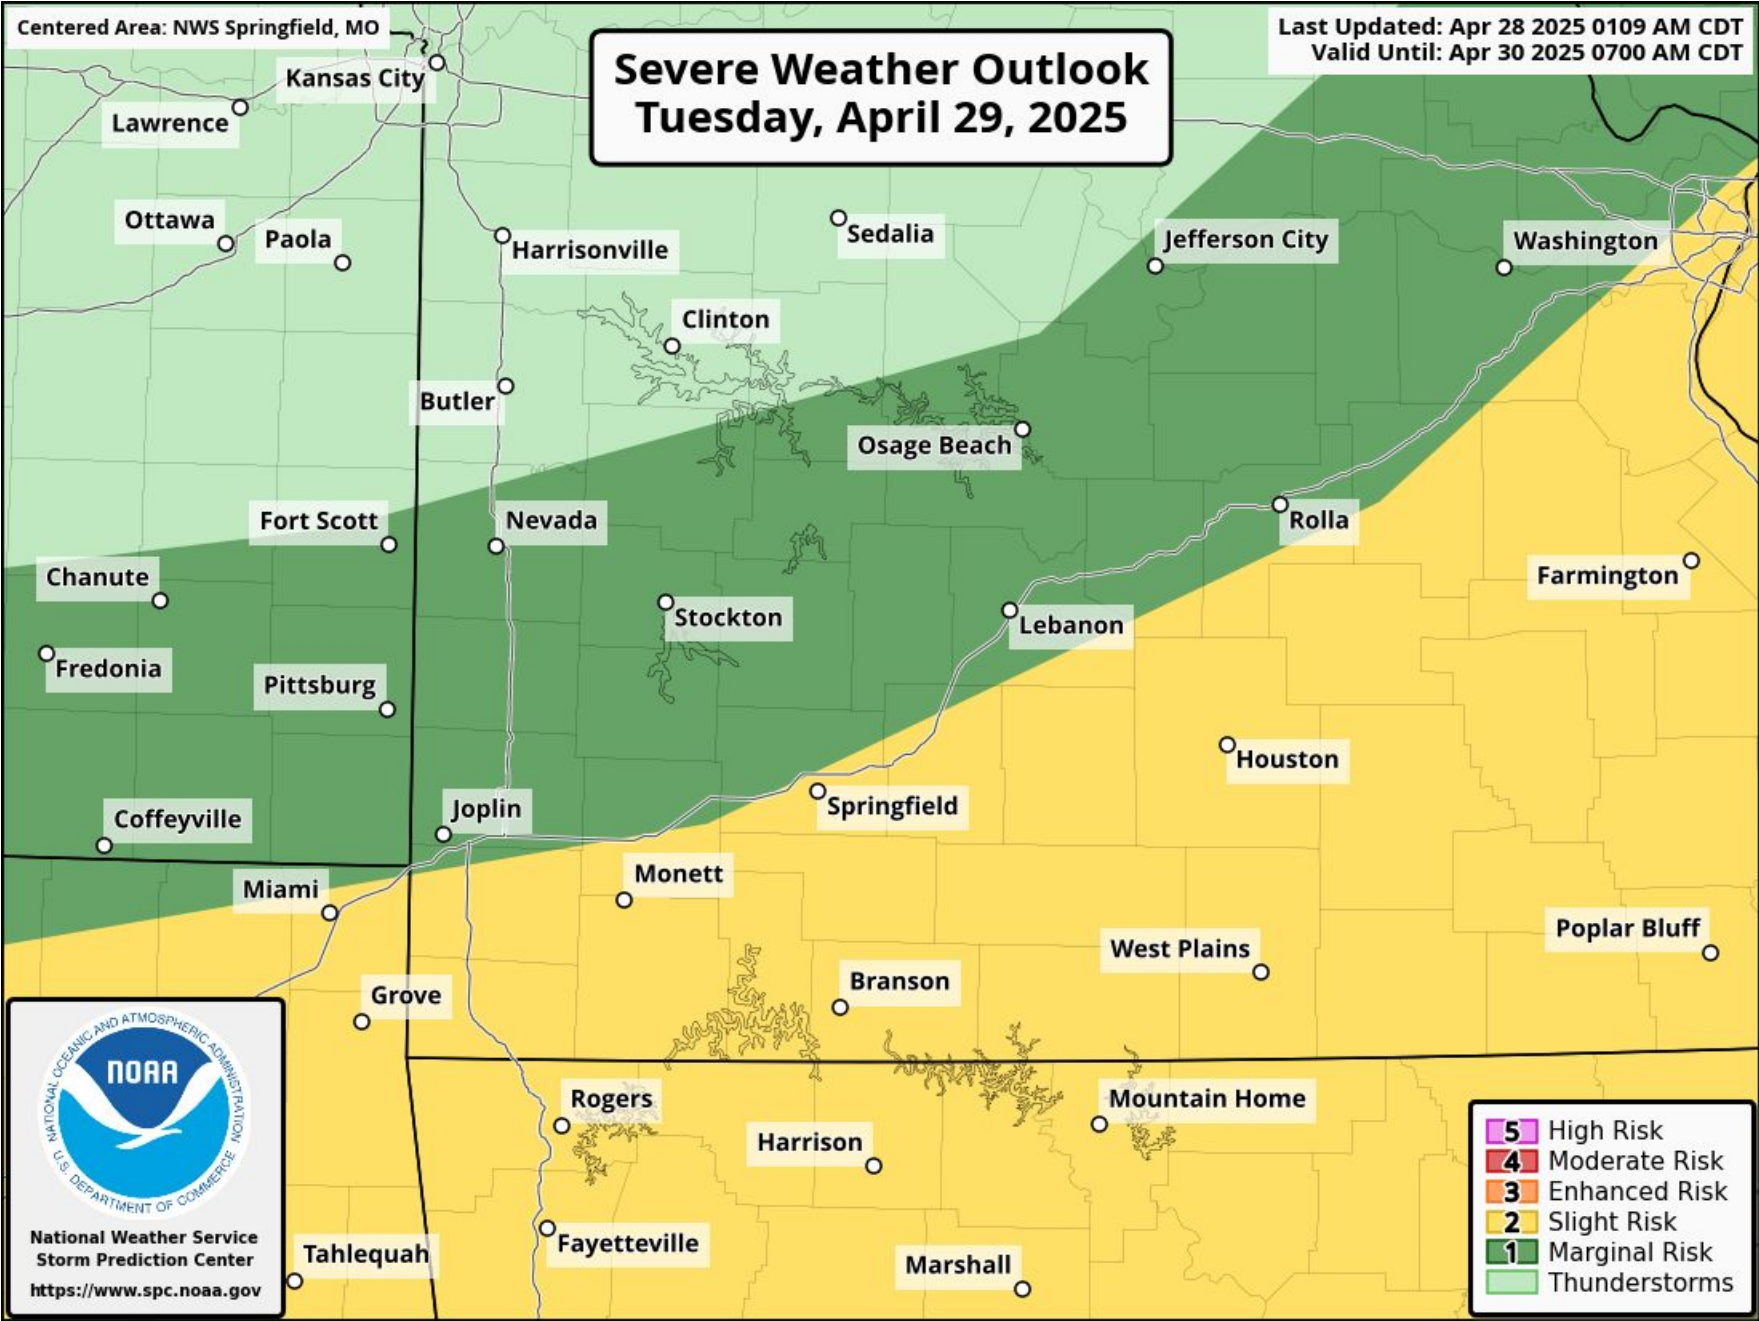 Centered Area: NWS Springfield, MO
Last Updated: Apr 28 2025 0109 AM CDT
Valid Until: Apr 30 2025 0700 AM CDT
Severe Weather Outlook
Tuesday, April 29, 2025
Kansas City
Lawrence
Ottawa
Paola
Harrisonville
Sedalia
Jefferson City
Washington
Clinton
Butler
Osage Beach
Fort Scott
Nevada
Rolla
Chanute
Farmington
Stockton
Lebanon
Fredonia
Pittsburg
Houston
Joplin
Springfield
Coffeyville
Miami
Monett
Poplar Bluff
West Plains
Branson
Grove
Rogers
Mountain Home
Harrison
Fayetteville
Tahlequah
Marshall
NATIONAL OCEANIC AND ATMOSPHERIC ADMINISTRATION
NOAA
U.S. DEPARTMENT OF COMMERCE
National Weather Service
Storm Prediction Center
https://www.spc.noaa.gov
5 High Risk
4 Moderate Risk
3 Enhanced Risk
2 Slight Risk
1 Marginal Risk
Thunderstorms